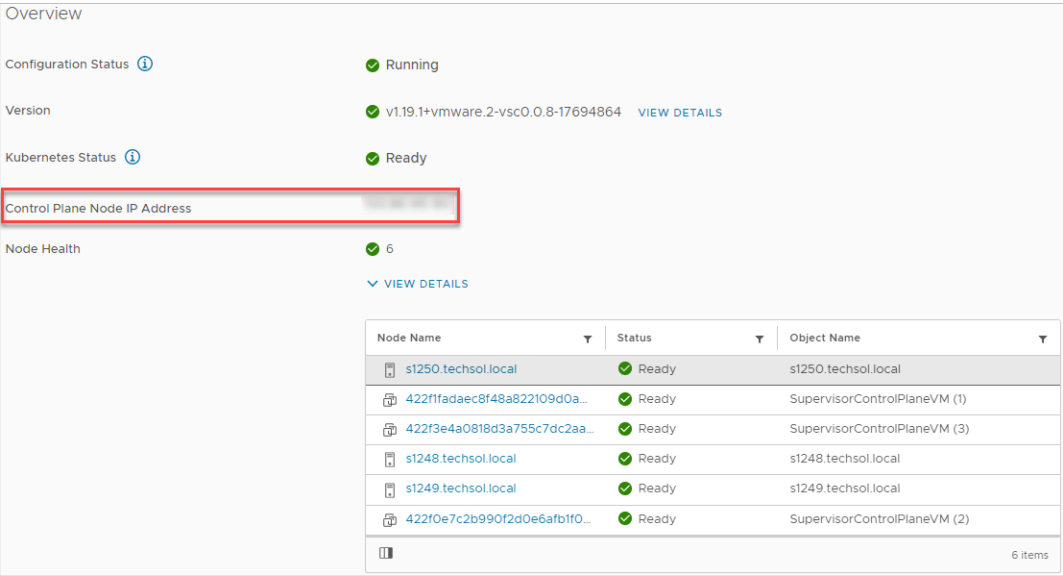 Overview
Configuration Status
Running
Version
v1.19.1+vmware.2-vsc0.0.8-17694864 VIEW DETAILS
Kubernetes Status
Ready
Control Plane Node IP Address
Node Health
6
VIEW DETAILS
Node Name Status Object Name
s1250.techsol.local Ready s1250.techsol.local
422f1fadaec8f48a822109d0a... Ready SupervisorControlPlaneVM (1)
422f3e4a0818d3a755c7dc2aa... Ready SupervisorControlPlaneVM (3)
s1248.techsol.local Ready s1248.techsol.local
s1249.techsol.local Ready s1249.techsol.local
422f0e7c2b990f2d0e6afb1f0... Ready SupervisorControlPlaneVM (2)
6 items